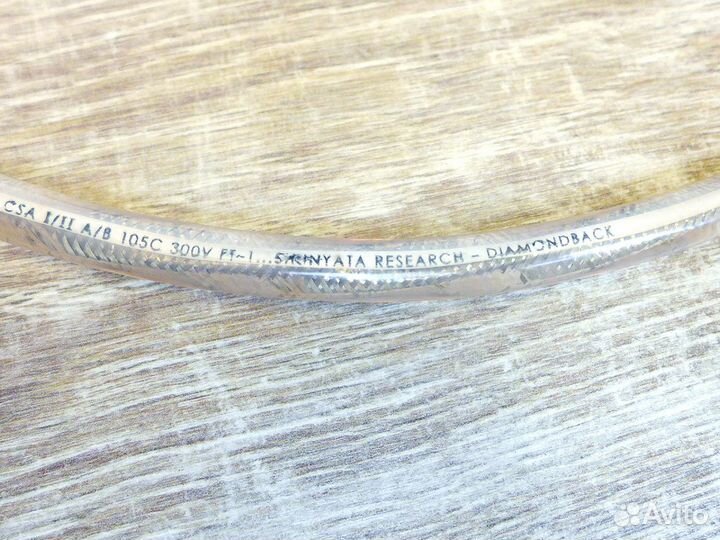 CSA I/II A/B 105C 300V FT-1...SHUNYATA RESEARCH - DIAMONDBACK
Avito